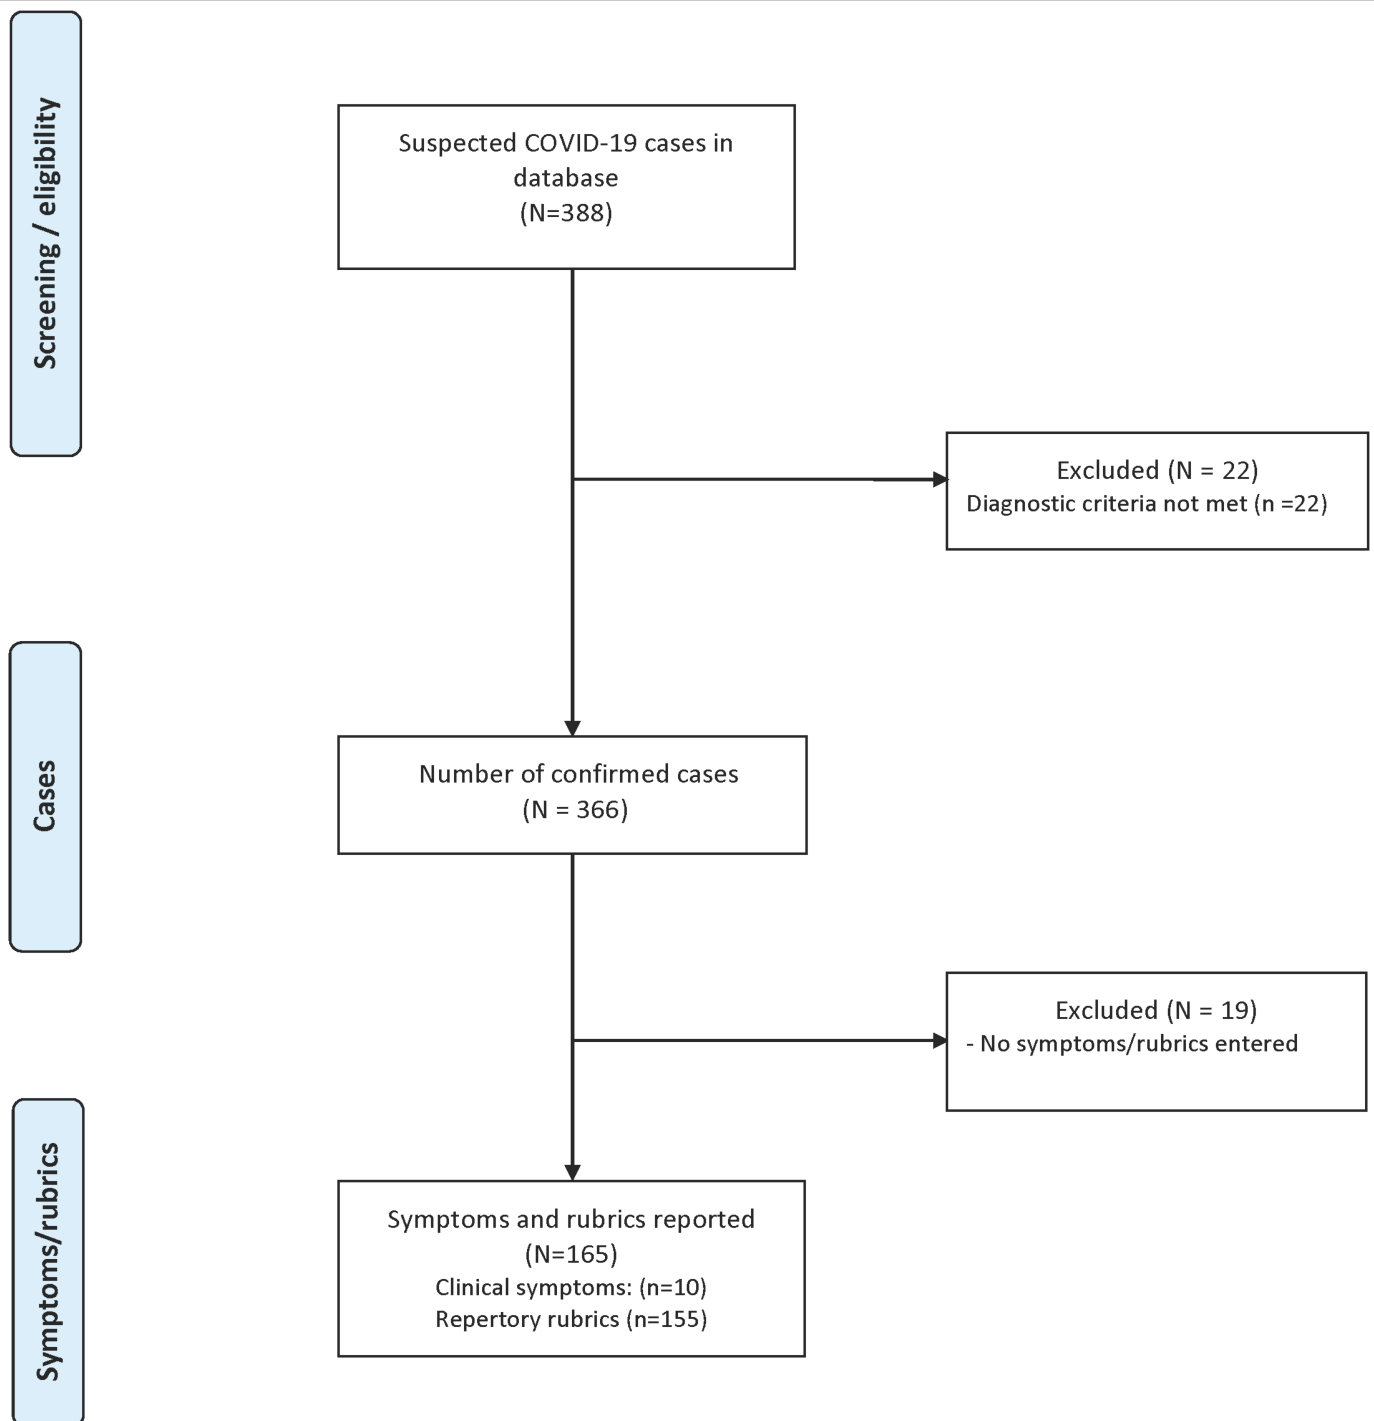 Screening / eligibility
Suspected COVID-19 cases in
database
(N=388)
Excluded (N = 22)
Diagnostic criteria not met (n =22)
Cases
Number of confirmed cases
(N = 366)
Excluded (N = 19)
- No symptoms/rubrics entered
Symptoms/rubrics
Symptoms and rubrics reported
(N=165)
Clinical symptoms: (n=10)
Repertory rubrics (n=155)